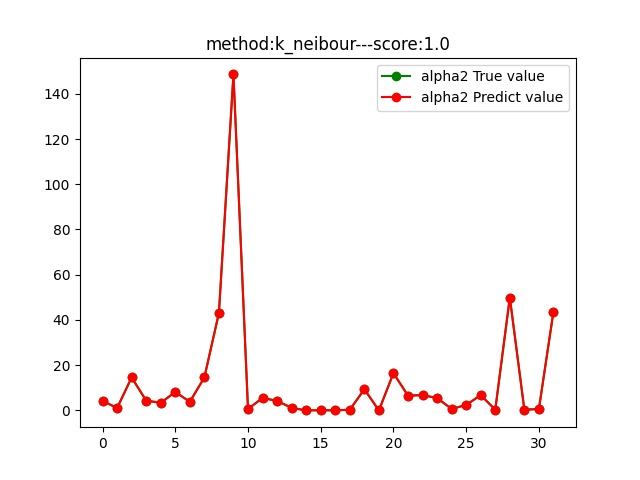 method:k_neibour---score:1.0
alpha2 True value
alpha2 Predict value
140
120
100
80
60
40
20
0
0 5 10 15 20 25 30